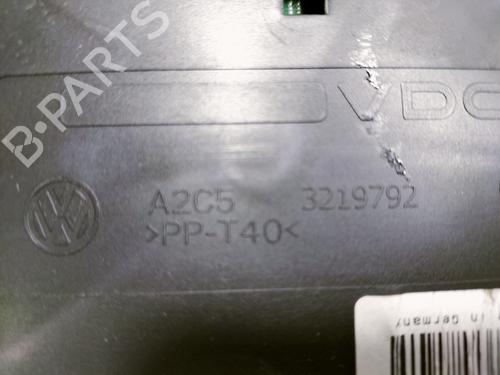 B-PARTS
VDO
A2C5 3219792
>PP-T40<
in Germany